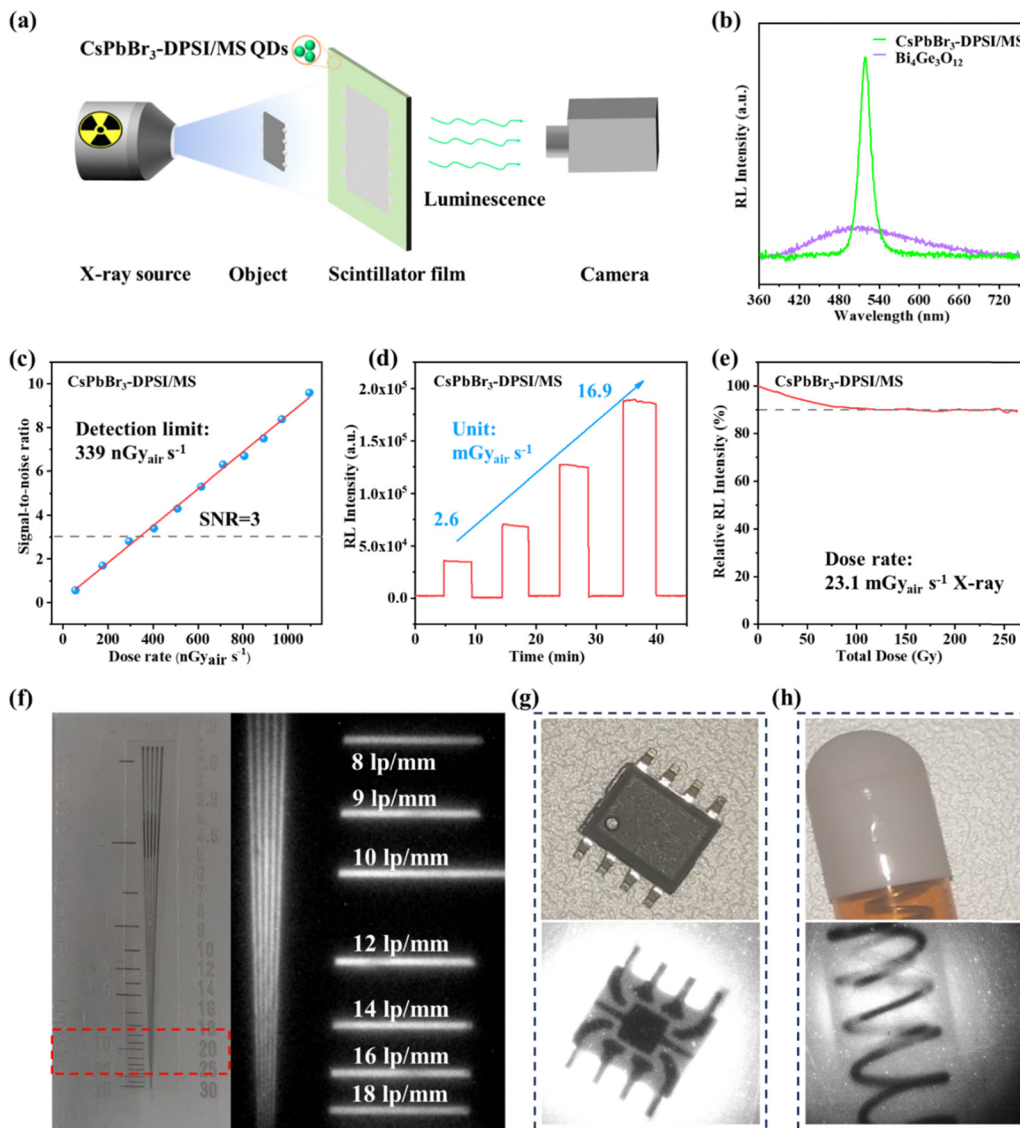 (a)
CsPbBr₃-DPSI/MS QDs
Luminescence
X-ray source
Object
Scintillator film
Camera
(b)
CsPbBr₃-DPSI/MS
Bi₄Ge₃O₁₂
RL Intensity (a.u.)
360 420 480 540 600 660 720
Wavelength (nm)
(c)
CsPbBr₃-DPSI/MS
Detection limit:
339 nGyair s⁻¹
SNR=3
Signal-to-noise ratio
10
8
6
4
2
0
0 200 400 600 800 1000
Dose rate (nGyair s⁻¹)
(d)
CsPbBr₃-DPSI/MS
16.9
Unit:
mGyair s⁻¹
2.6
RL Intensity (a.u.)
2.0x10⁵
1.5x10⁵
1.0x10⁵
5.0x10⁴
0.0
0 10 20 30 40
Time (min)
(e)
CsPbBr₃-DPSI/MS
Dose rate:
23.1 mGyair s⁻¹ X-ray
Relative RL Intensity (%)
100
80
60
40
20
0
0 50 100 150 200 250
Total Dose (Gy)
(f)
10
12
14
20
25
30
8 lp/mm
9 lp/mm
10 lp/mm
12 lp/mm
14 lp/mm
16 lp/mm
18 lp/mm
(g)
(h)